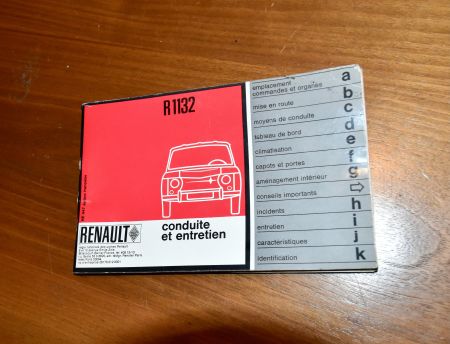 R 1132
RENAULT
conduite
et entretien
emplacement
commandes et organes
a
mise en route
b
moyens de conduite
c
tableau de bord
d
climatisation
e
capots et portes
f
aménagement intérieur
g
conseils importants
incidents
h
entretien
i
caractéristiques
j
identification
k